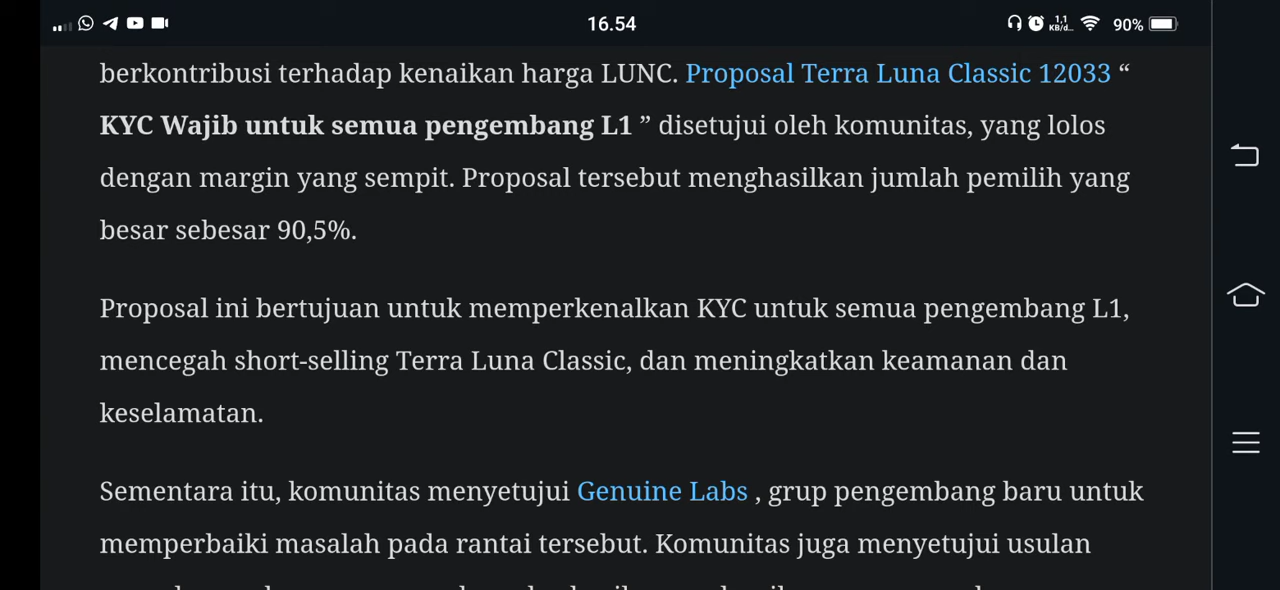 16.54
1,1
KB/d...
90%
berkontribusi terhadap kenaikan harga LUNC. Proposal Terra Luna Classic 12033 “
KYC Wajib untuk semua pengembang L1 ” disetujui oleh komunitas, yang lolos
dengan margin yang sempit. Proposal tersebut menghasilkan jumlah pemilih yang
besar sebesar 90,5%.
Proposal ini bertujuan untuk memperkenalkan KYC untuk semua pengembang L1,
mencegah short-selling Terra Luna Classic, dan meningkatkan keamanan dan
keselamatan.
Sementara itu, komunitas menyetujui Genuine Labs , grup pengembang baru untuk
memperbaiki masalah pada rantai tersebut. Komunitas juga menyetujui usulan